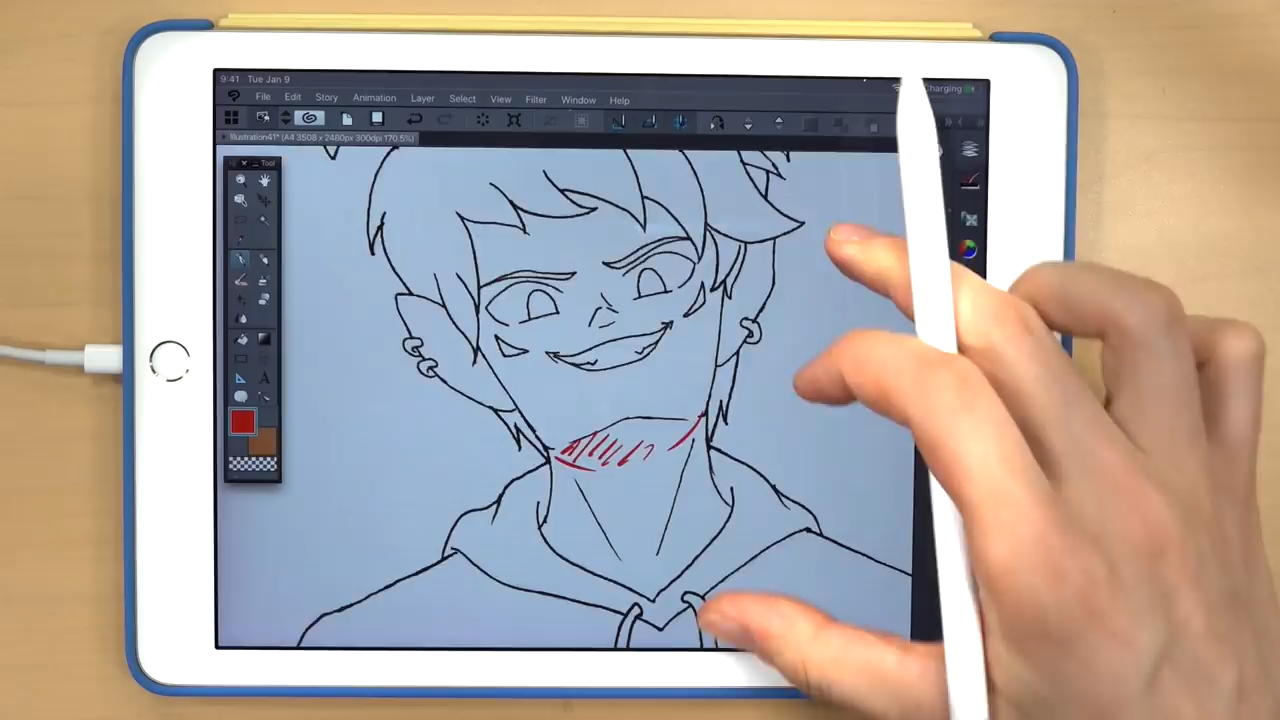 9:41 Tue Jan 9
Charging
File Edit Story Animation Layer Select View Filter Window Help
Illustration41* (A4 3508 x 2480px 300dpi 170.5%)
Tool
A